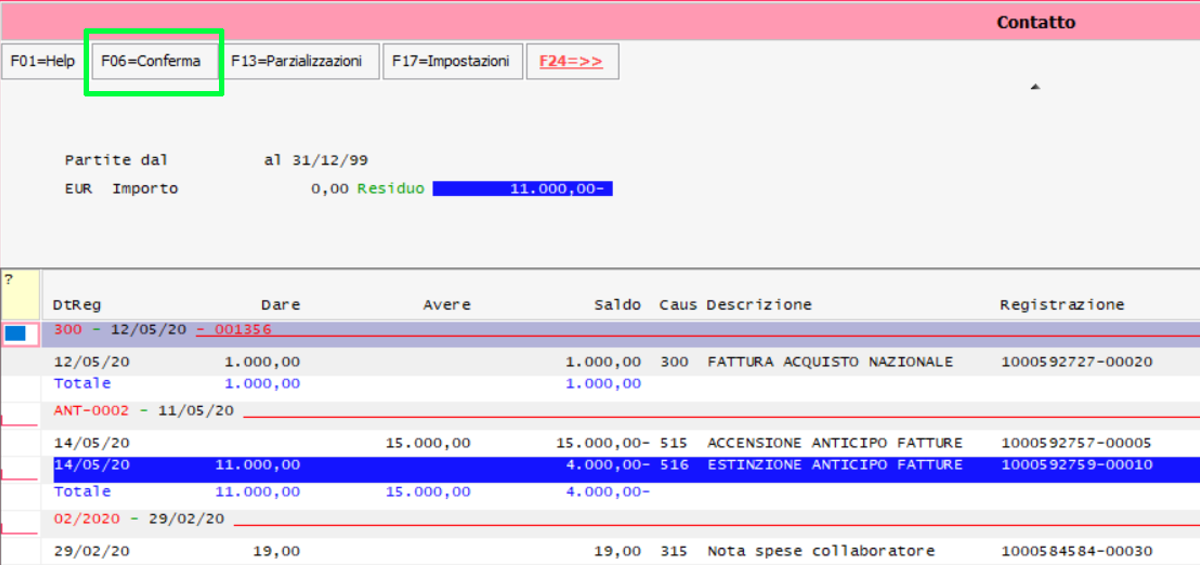 Contatto
F01=Help F06=Conferma F13=Parzializzazioni F17=Impostazioni F24=>>
Partite dal al 31/12/99
EUR Importo 0,00 Residuo 11.000,00-
?
DtReg Dare Avere Saldo Caus Descrizione Registrazione
300 - 12/05/20 - 001356
12/05/20 1.000,00 1.000,00 300 FATTURA ACQUISTO NAZIONALE 1000592727-00020
Totale 1.000,00 1.000,00
ANT-0002 - 11/05/20
14/05/20 15.000,00 15.000,00- 515 ACCENSIONE ANTICIPO FATTURE 1000592757-00005
14/05/20 11.000,00 4.000,00- 516 ESTINZIONE ANTICIPO FATTURE 1000592759-00010
Totale 11.000,00 15.000,00 4.000,00-
02/2020 - 29/02/20
29/02/20 19,00 19,00 315 Nota spese collaboratore 1000584584-00030